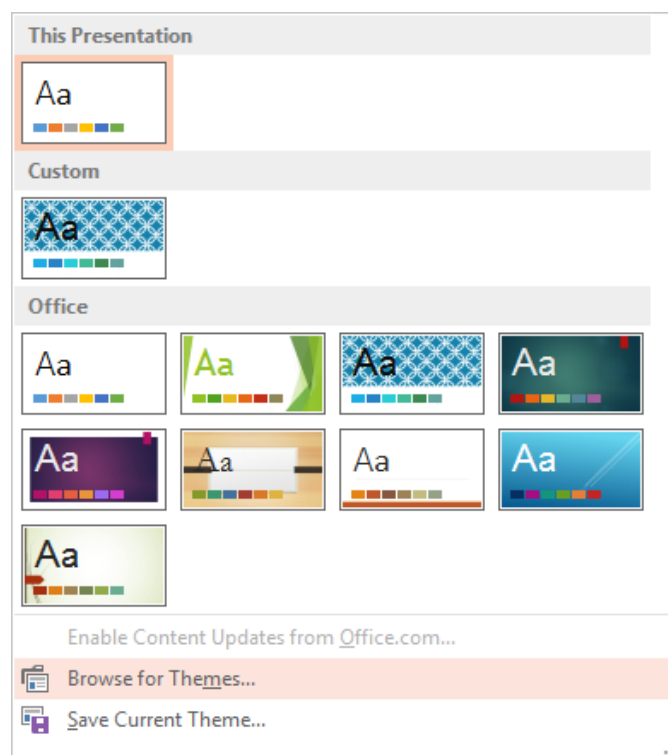 This Presentation
Aa
Custom
Aa
Office
Aa Aa Aa Aa
Aa Aa Aa Aa
Aa
Enable Content Updates from Office.com...
Browse for Themes...
Save Current Theme...